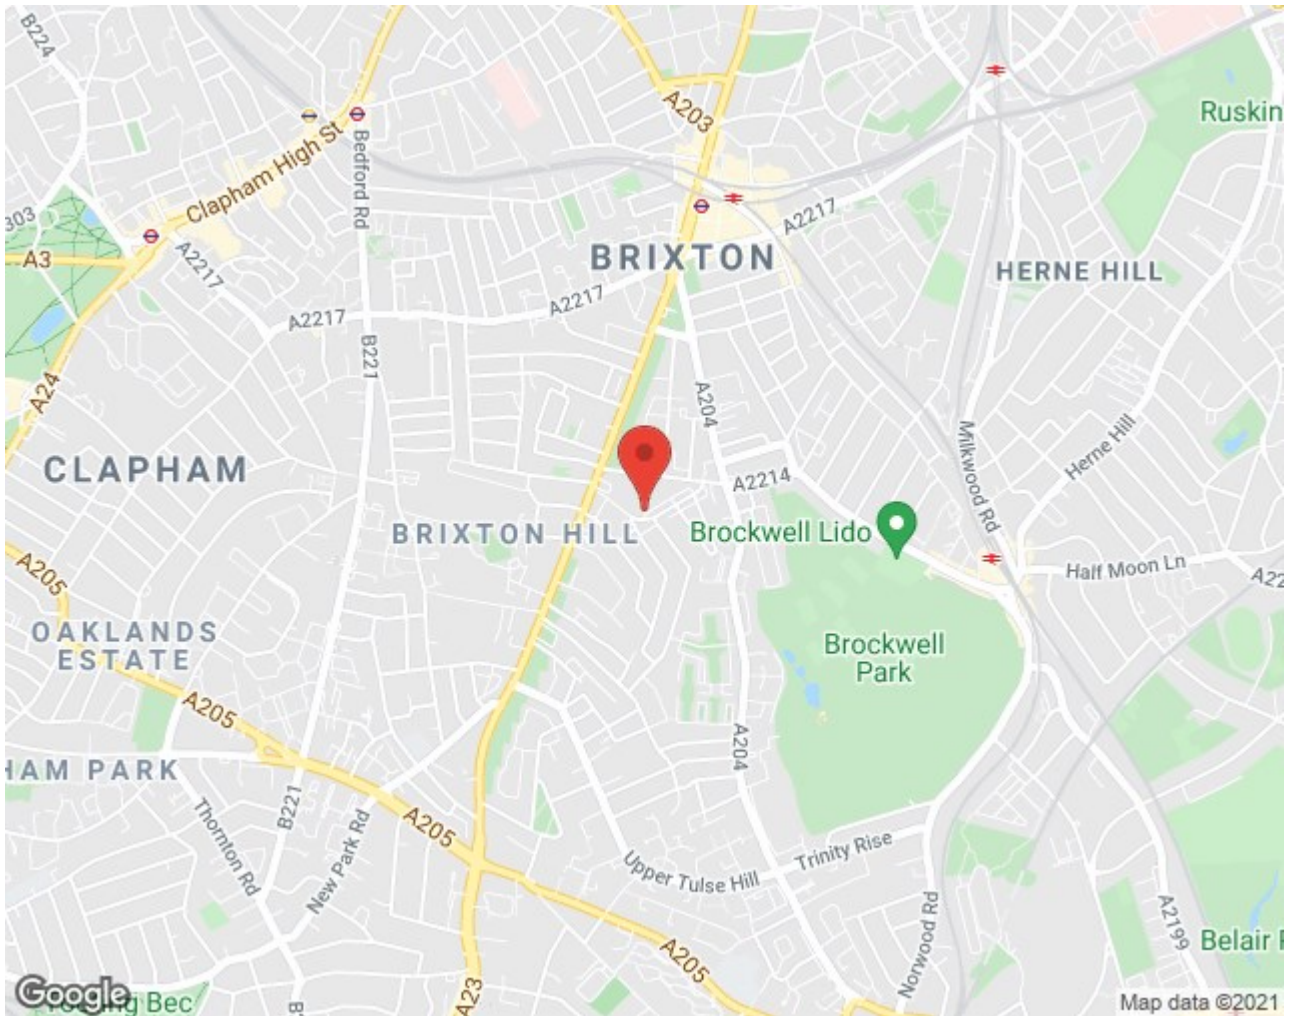 B224
A203
Ruskin
Clapham High St
Bedford Rd
303
A2217
A3
A2217
BRIXTON
HERNE HILL
A2217
A2217
B221
A24
A204
Milkwood Rd
Herne Hill
CLAPHAM
A2214
BRIXTON HILL
Brockwell Lido
A205
Half Moon Ln
A22
OAKLANDS
ESTATE
Brockwell
Park
A205
A204
HAM PARK
B221
Thornton Rd
New Park Rd
A205
Trinity Rise
Upper Tulse Hill
Norwood Rd
A2199
Belair
A205
A23
Google
Bec
Map data ©2021